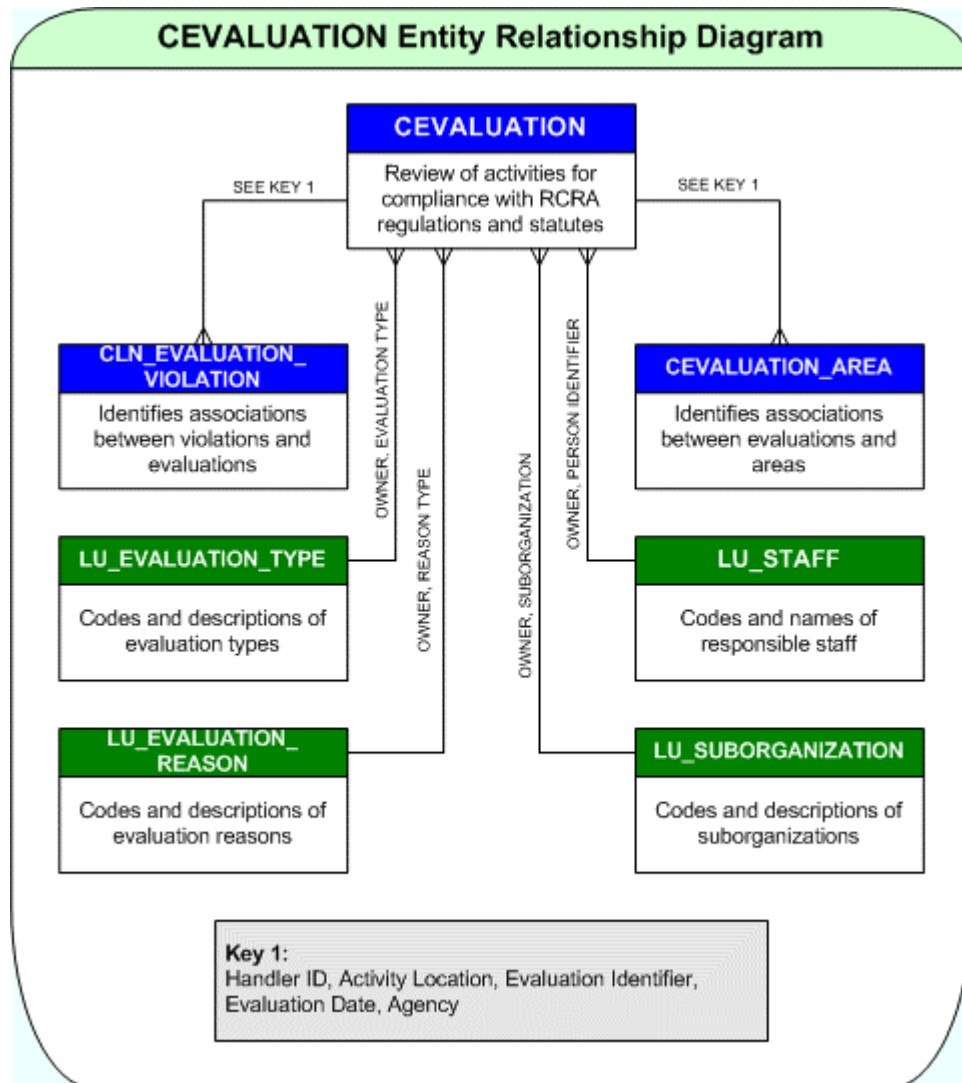 CEVALUATION Entity Relationship Diagram
CEVALUATION
Review of activities for
compliance with RCRA
regulations and statutes
SEE KEY 1
SEE KEY 1
CLN_EVALUATION_
VIOLATION
Identifies associations
between violations and
evaluations
OWNER, EVALUATION TYPE
OWNER, REASON TYPE
OWNER, SUBORGANIZATION
OWNER, PERSON IDENTIFIER
CEVALUATION_AREA
Identifies associations
between evaluations and
areas
LU_EVALUATION_TYPE
Codes and descriptions of
evaluation types
LU_STAFF
Codes and names of
responsible staff
LU_EVALUATION_
REASON
Codes and descriptions of
evaluation reasons
LU_SUBORGANIZATION
Codes and descriptions of
suborganizations
Key 1:
Handler ID, Activity Location, Evaluation Identifier,
Evaluation Date, Agency